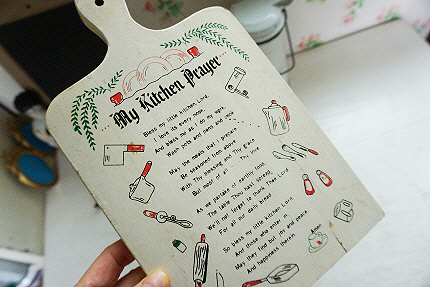 My Kitchen Prayer
Bless my little kitchen Lord,
I love its every nook,
And bless me as I do my work,
Wash pots and pans and cook
May the meals that I prepare
Be seasoned from above
With Thy blessing and Thy grace
But most of all Thy love
As we partake of earthly food,
The table Thou hast spread,
We'll not forget to thank Thee Lord
For all our daily bread
So bless my little kitchen Lord
And those who enter in,
May they find but joy and peace
And happiness therein
Amen